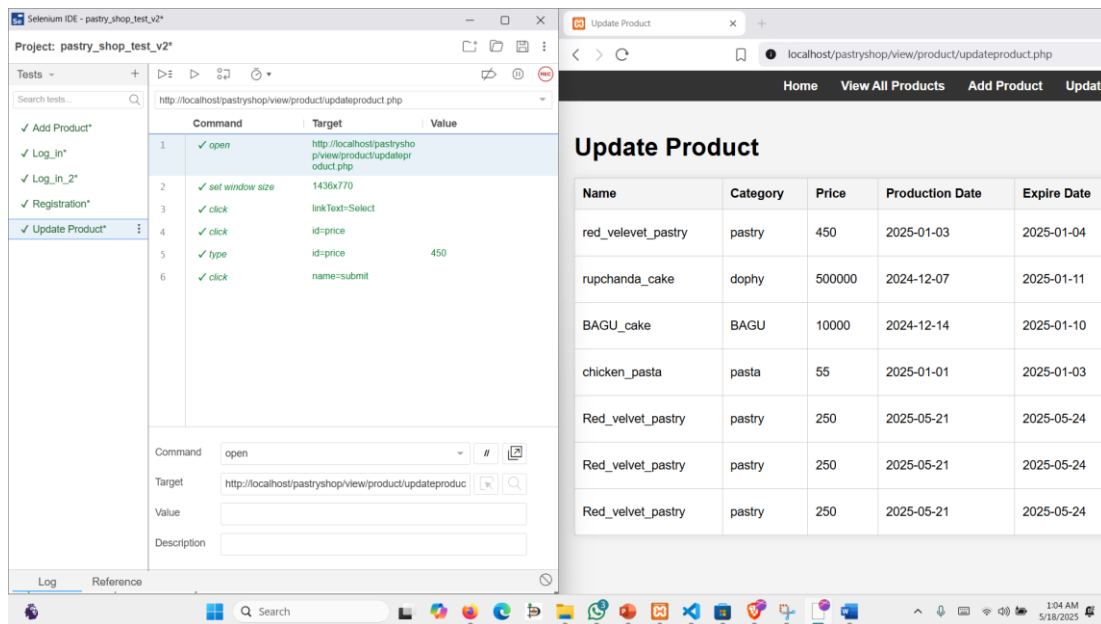 Selenium IDE - pastry_shop_test_v2*
Project: pastry_shop_test_v2*
Tests
Search tests...
✓ Add Product*
✓ Log_in*
✓ Log_in_2*
✓ Registration*
✓ Update Product*
REC
http://localhost/pastryshop/view/product/updateproduct.php
Command Target Value
1 ✓ open http://localhost/pastrysho
p/view/product/updatepr
oduct.php
2 ✓ set window size 1436x770
3 ✓ click linkText=Select
4 ✓ click id=price
5 ✓ type id=price 450
6 ✓ click name=submit
Command open //
Target http://localhost/pastryshop/view/product/updateproduc
Value
Description
Log Reference
Update Product
localhost/pastryshop/view/product/updateproduct.php
Home View All Products Add Product Updat
Update Product
Name Category Price Production Date Expire Date
red_velevet_pastry pastry 450 2025-01-03 2025-01-04
rupchanda_cake dophy 500000 2024-12-07 2025-01-11
BAGU_cake BAGU 10000 2024-12-14 2025-01-10
chicken_pasta pasta 55 2025-01-01 2025-01-03
Red_velvet_pastry pastry 250 2025-05-21 2025-05-24
Red_velvet_pastry pastry 250 2025-05-21 2025-05-24
Red_velvet_pastry pastry 250 2025-05-21 2025-05-24
Search
3
1:04 AM
5/18/2025